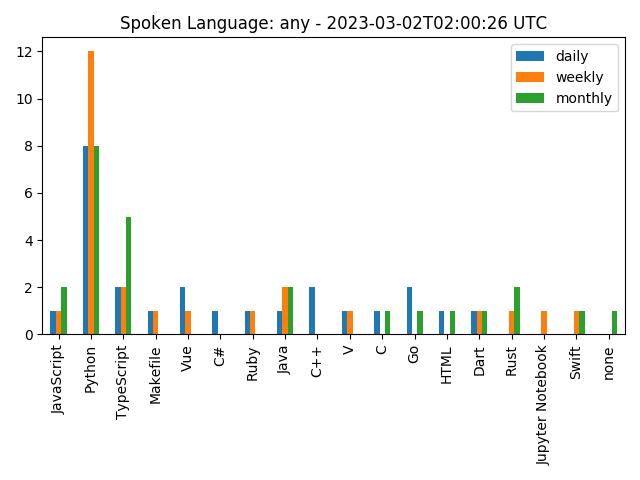 Spoken Language: any - 2023-03-02T02:00:26 UTC
daily
weekly
monthly
12
10
8
6
4
2
0
JavaScript
Python
TypeScript
Makefile
Vue
C#
Ruby
Java
C++
V
C
Go
HTML
Dart
Rust
Jupyter Notebook
Swift
none